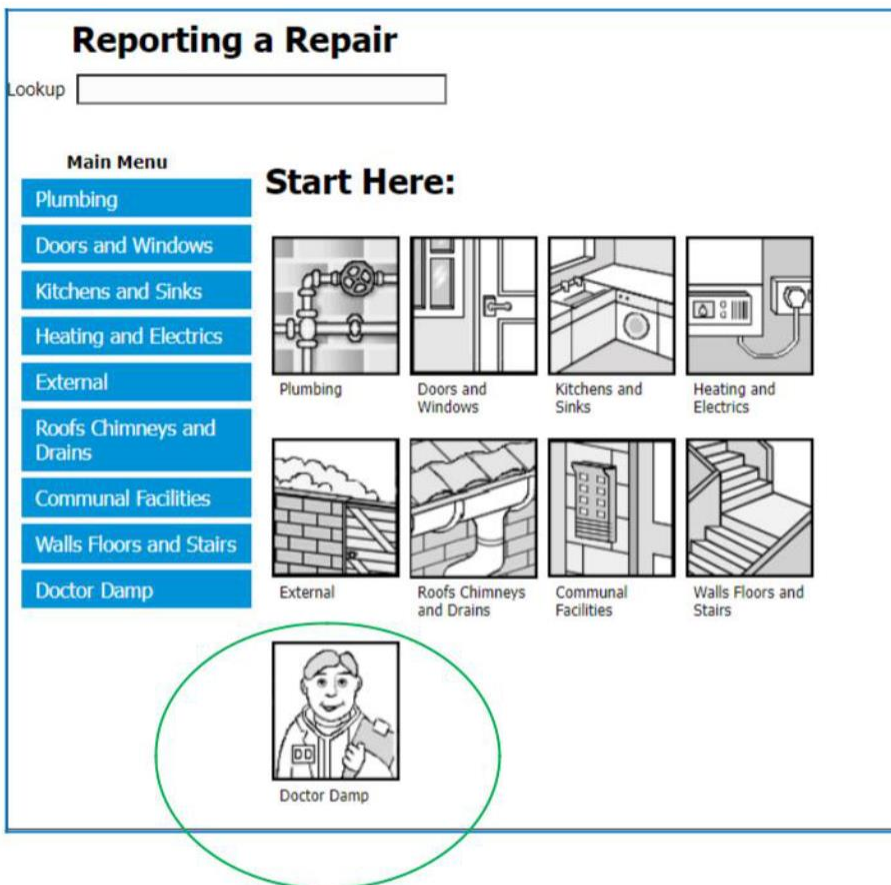 Reporting a Repair
Lookup
Main Menu
Plumbing
Doors and Windows
Kitchens and Sinks
Heating and Electrics
External
Roofs Chimneys and
Drains
Communal Facilities
Walls Floors and Stairs
Doctor Damp
Start Here:
Plumbing
Doors and
Windows
Kitchens and
Sinks
Heating and
Electrics
External
Roofs Chimneys
and Drains
Communal
Facilities
Walls Floors and
Stairs
Doctor Damp